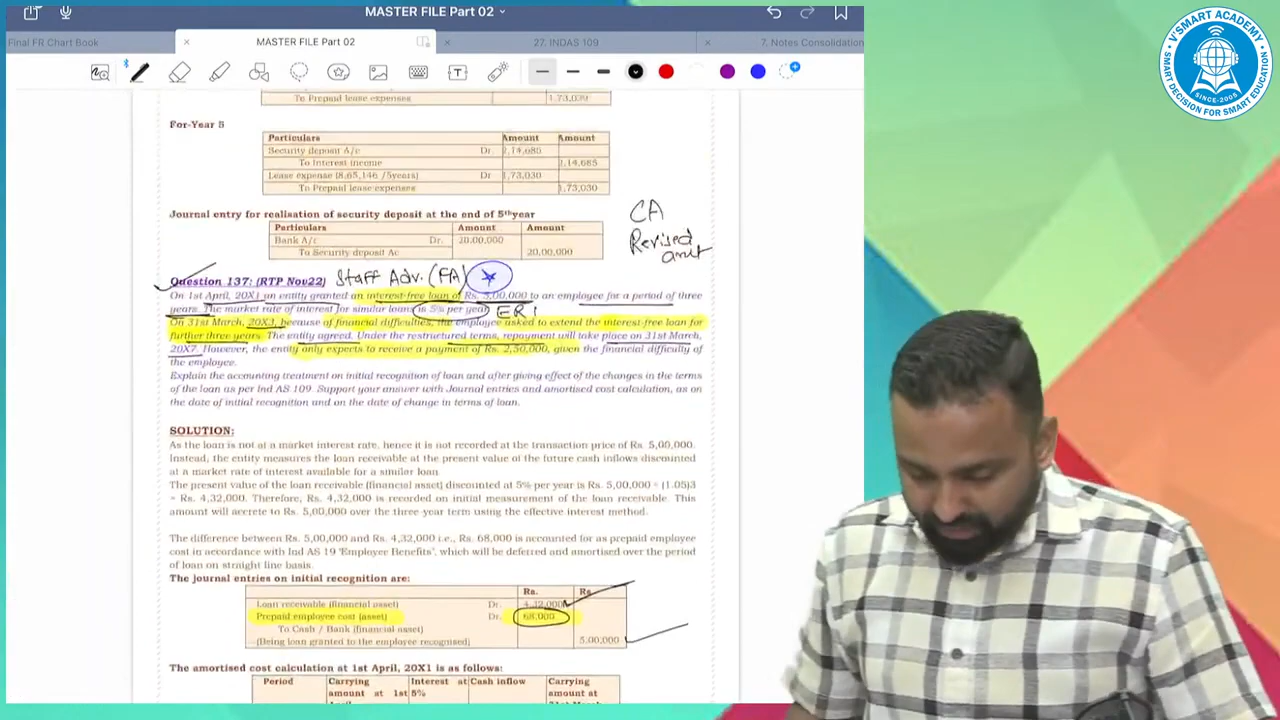 MASTER FILE Part 02
Final FR Chart Book
MASTER FILE Part 02
27. INDAS 109
7. Notes Consolidation
V'SMART ACADEMY
SMART DECISION FOR SMART EDUCATION
SINCE-2005
To Prepaid lease expenses 1,73,039
For-Year 5
Particulars Amount Amount
Security deposit A/c Dr. 1,14,685
To Interest income 1,14,685
Lease expense (8,65,146 /5years) Dr 1,73,030
To Prepaid lease expenses 1,73,030
Journal entry for realisation of security deposit at the end of 5th year
Particulars Amount Amount
Bank A/c Dr. 20,00,000
To Security deposit Ac 20,00,000
CA
Revised
amt
Question 137: (RTP Nov22) Staff Adv. (FA)
On 1st April, 20X1 an entity granted an interest-free loan of Rs. 5,00,000 to an employee for a period of three
years. The market rate of interest for similar loans is 5% per year. ERI
On 31st March, 20X3, because of financial difficulties, the employee asked to extend the interest-free loan for
further three years. The entity agreed. Under the restructured terms, repayment will take place on 31st March,
20X7. However, the entity only expects to receive a payment of Rs. 2,50,000, given the financial difficulty of
the employee.
Explain the accounting treatment on initial recognition of loan and after giving effect of the changes in the terms
of the loan as per Ind AS 109. Support your answer with Journal entries and amortised cost calculation, as on
the date of initial recognition and on the date of change in terms of loan.
SOLUTION:
As the loan is not at a market interest rate, hence it is not recorded at the transaction price of Rs. 5,00,000.
Instead, the entity measures the loan receivable at the present value of the future cash inflows discounted
at a market rate of interest available for a similar loan
The present value of the loan receivable (financial asset) discounted at 5% per year is Rs. 5,00,000 ÷ (1.05)3
= Rs. 4,32,000. Therefore, Rs. 4,32,000 is recorded on initial measurement of the loan receivable. This
amount will accrete to Rs. 5,00,000 over the three-year term using the effective interest method.
The difference between Rs. 5,00,000 and Rs. 4,32,000 i.e., Rs. 68,000 is accounted for as prepaid employee
cost in accordance with Ind AS 19 'Employee Benefits', which will be deferred and amortised over the period
of loan on straight line basis.
The journal entries on initial recognition are:
Rs. Rs
Loan receivable (financial asset) Dr. 4,32,000
Prepaid employee cost (asset) Dr. 68,000
To Cash / Bank (financial asset) 5,00,000
(Being loan granted to the employee recognised)
The amortised cost calculation at 1st April, 20X1 is as follows:
Period Carrying Interest at Cash inflow Carrying
amount at 1st 5% amount at